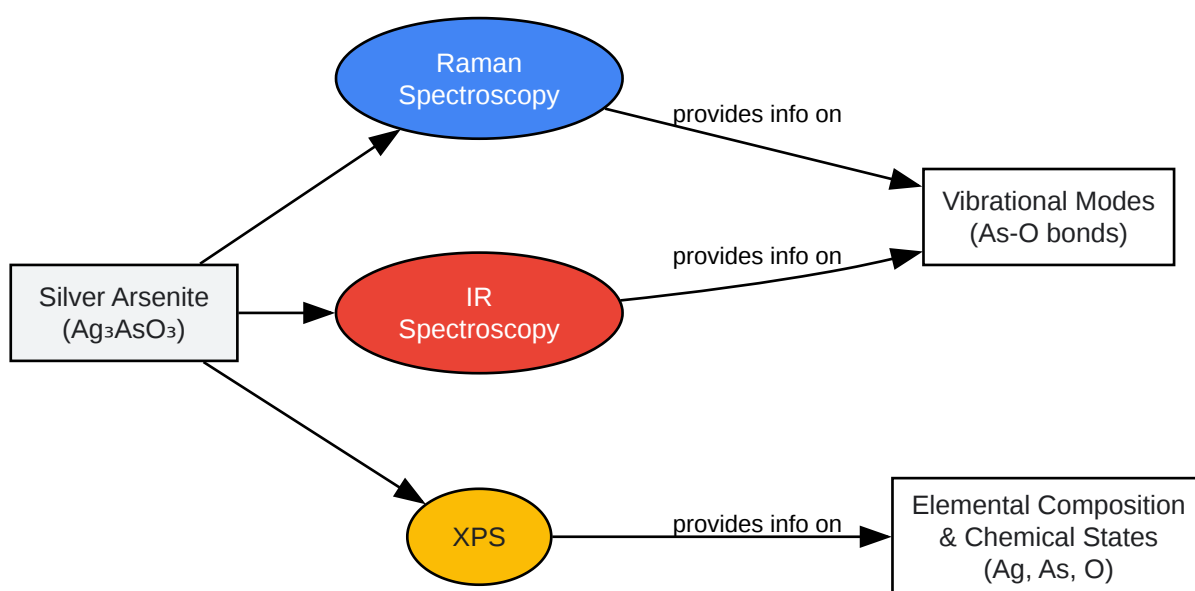 Raman
Spectroscopy
provides info on
Vibrational Modes
(As-O bonds)
provides info on
Silver Arsenite
(Ag₃AsO₃)
IR
Spectroscopy
XPS
provides info on
Elemental Composition
& Chemical States
(Ag, As, O)